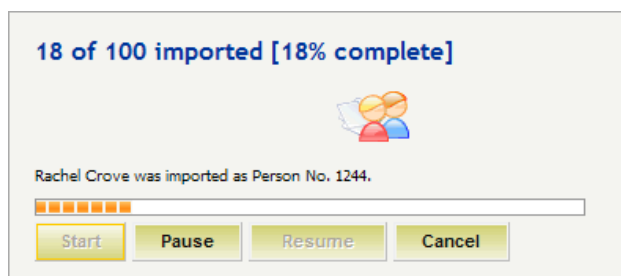 18 of 100 imported [18% complete]
Rachel Crove was imported as Person No. 1244.
Start Pause Resume Cancel